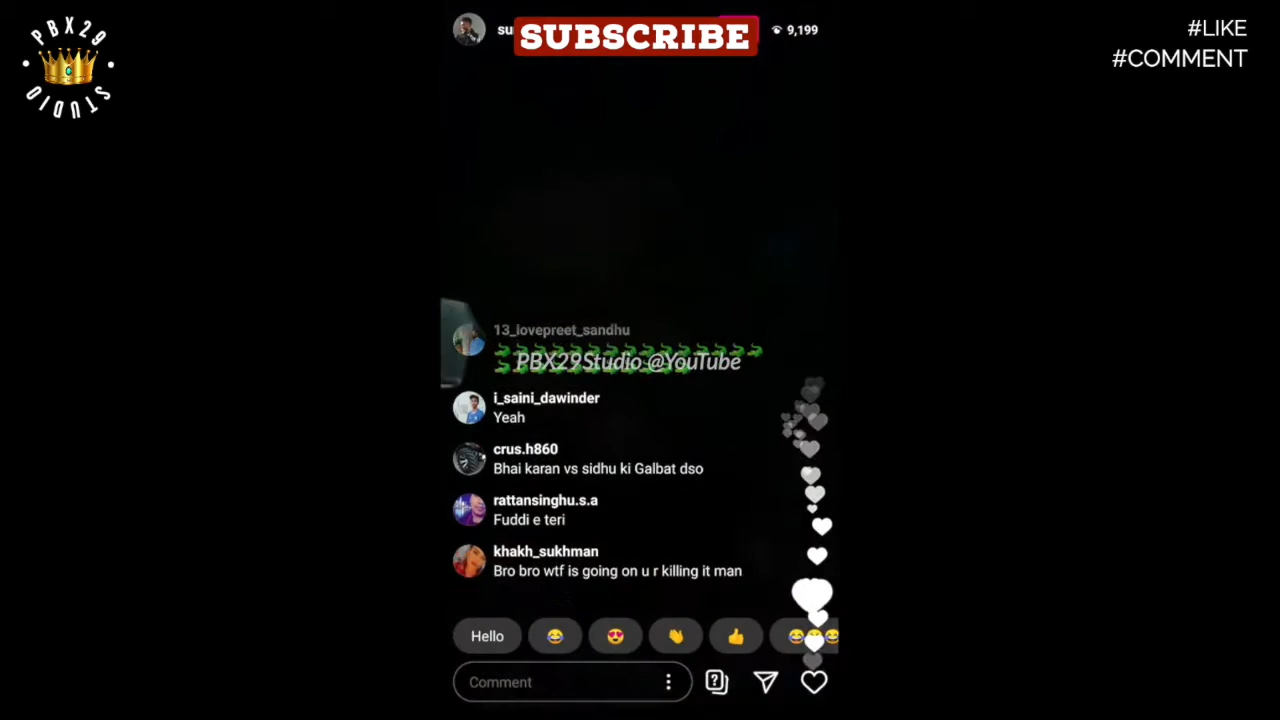 PBX29
STUDIO
SUBSCRIBE
9,199
#LIKE
#COMMENT
13_lovepreet_sandhu
PBX29Studio @YouTube
i_saini_dawinder
Yeah
crus.h860
Bhai karan vs sidhu ki Galbat dso
rattansinghu.s.a
Fuddi e teri
khakh_sukhman
Bro bro wtf is going on u r killing it man
Hello
Comment